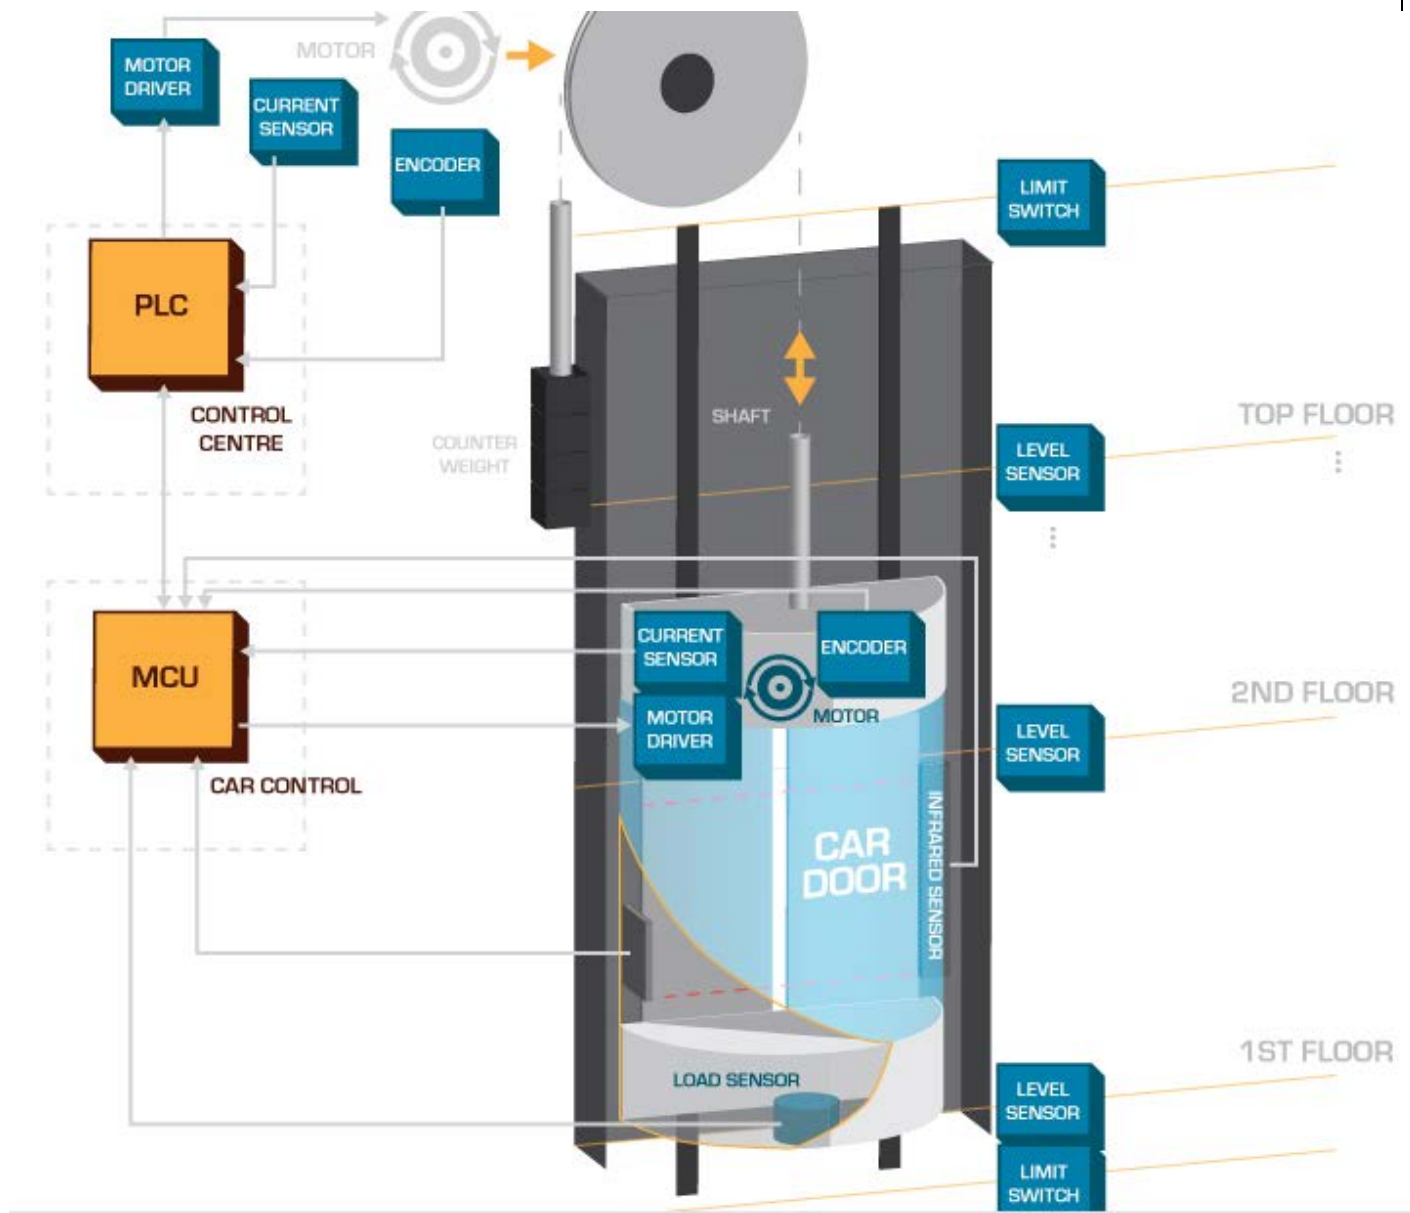 MOTOR
DRIVER
MOTOR
CURRENT
SENSOR
ENCODER
LIMIT
SWITCH
PLC
CONTROL
CENTRE
COUNTER
WEIGHT
SHAFT
TOP FLOOR
LEVEL
SENSOR
MCU
CAR CONTROL
CURRENT
SENSOR
ENCODER
MOTOR
DRIVER
MOTOR
2ND FLOOR
LEVEL
SENSOR
CAR
DOOR
INFRARED SENSOR
1ST FLOOR
LOAD SENSOR
LEVEL
SENSOR
LIMIT
SWITCH